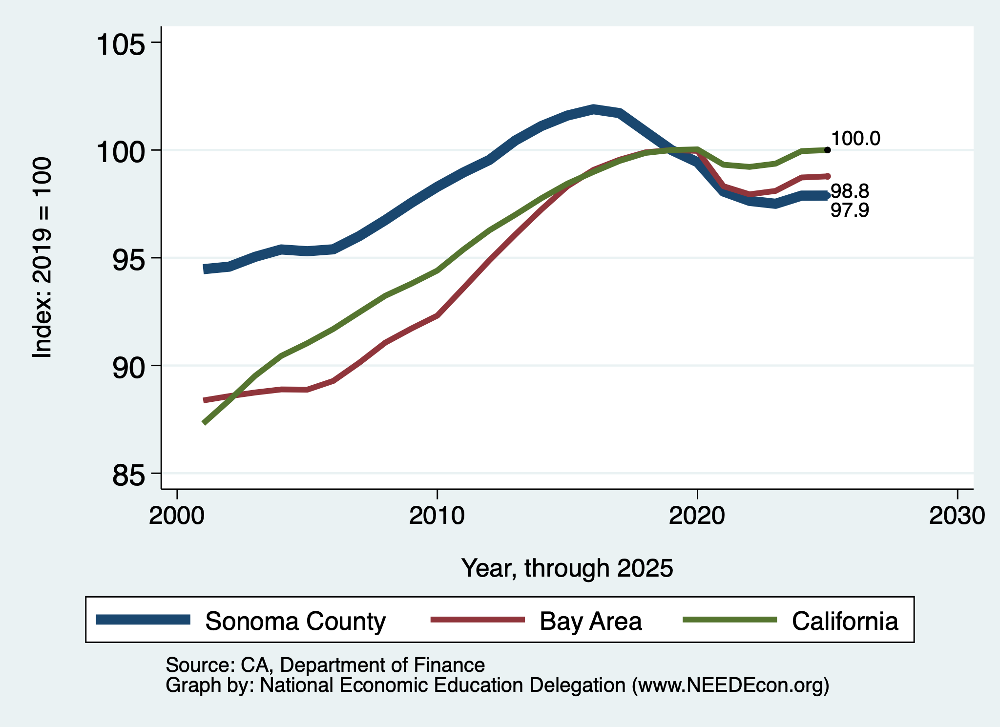 105
100
95
90
85
Index: 2019 = 100
100.0
98.8
97.9
2000 2010 2020 2030
Year, through 2025
Sonoma County Bay Area California
Source: CA, Department of Finance
Graph by: National Economic Education Delegation (www.NEEDEcon.org)